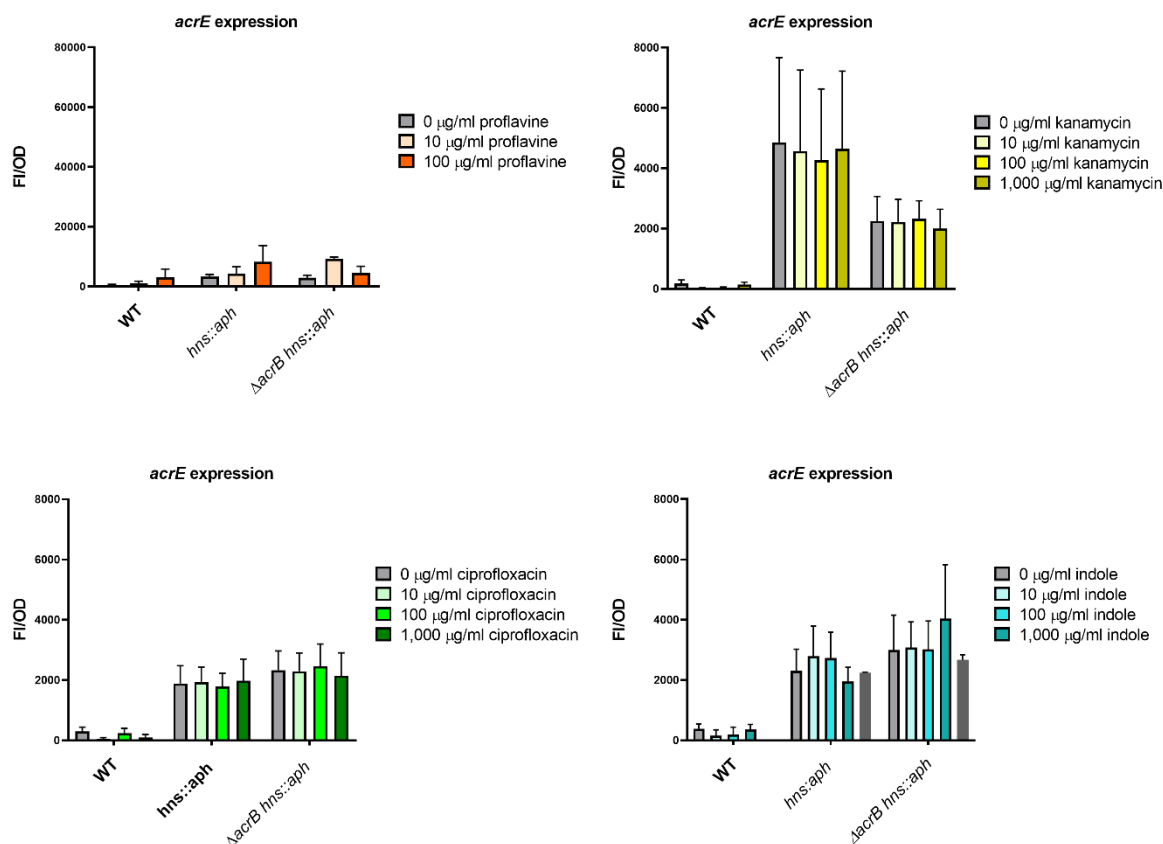 acrE expression
80000
60000
40000
20000
0
FI/OD
WT
hns::aph
ΔacrB hns::aph
0 μg/ml proflavine
10 μg/ml proflavine
100 μg/ml proflavine
acrE expression
8000
6000
4000
2000
0
FI/OD
WT
hns::aph
ΔacrB hns::aph
0 μg/ml kanamycin
10 μg/ml kanamycin
100 μg/ml kanamycin
1,000 μg/ml kanamycin
acrE expression
8000
6000
4000
2000
0
FI/OD
WT
hns::aph
ΔacrB hns::aph
0 μg/ml ciprofloxacin
10 μg/ml ciprofloxacin
100 μg/ml ciprofloxacin
1,000 μg/ml ciprofloxacin
acrE expression
8000
6000
4000
2000
0
FI/OD
WT
hns:aph
ΔacrB hns::aph
0 μg/ml indole
10 μg/ml indole
100 μg/ml indole
1,000 μg/ml indole